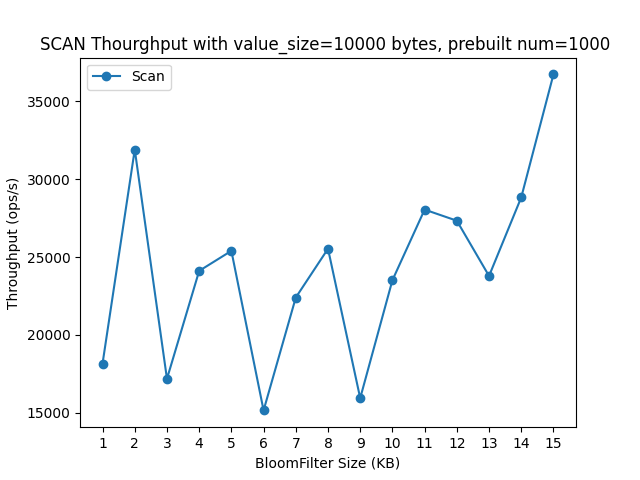 SCAN Thourghput with value_size=10000 bytes, prebuilt num=1000
Scan
Throughput (ops/s)
35000
30000
25000
20000
15000
1 2 3 4 5 6 7 8 9 10 11 12 13 14 15
BloomFilter Size (KB)